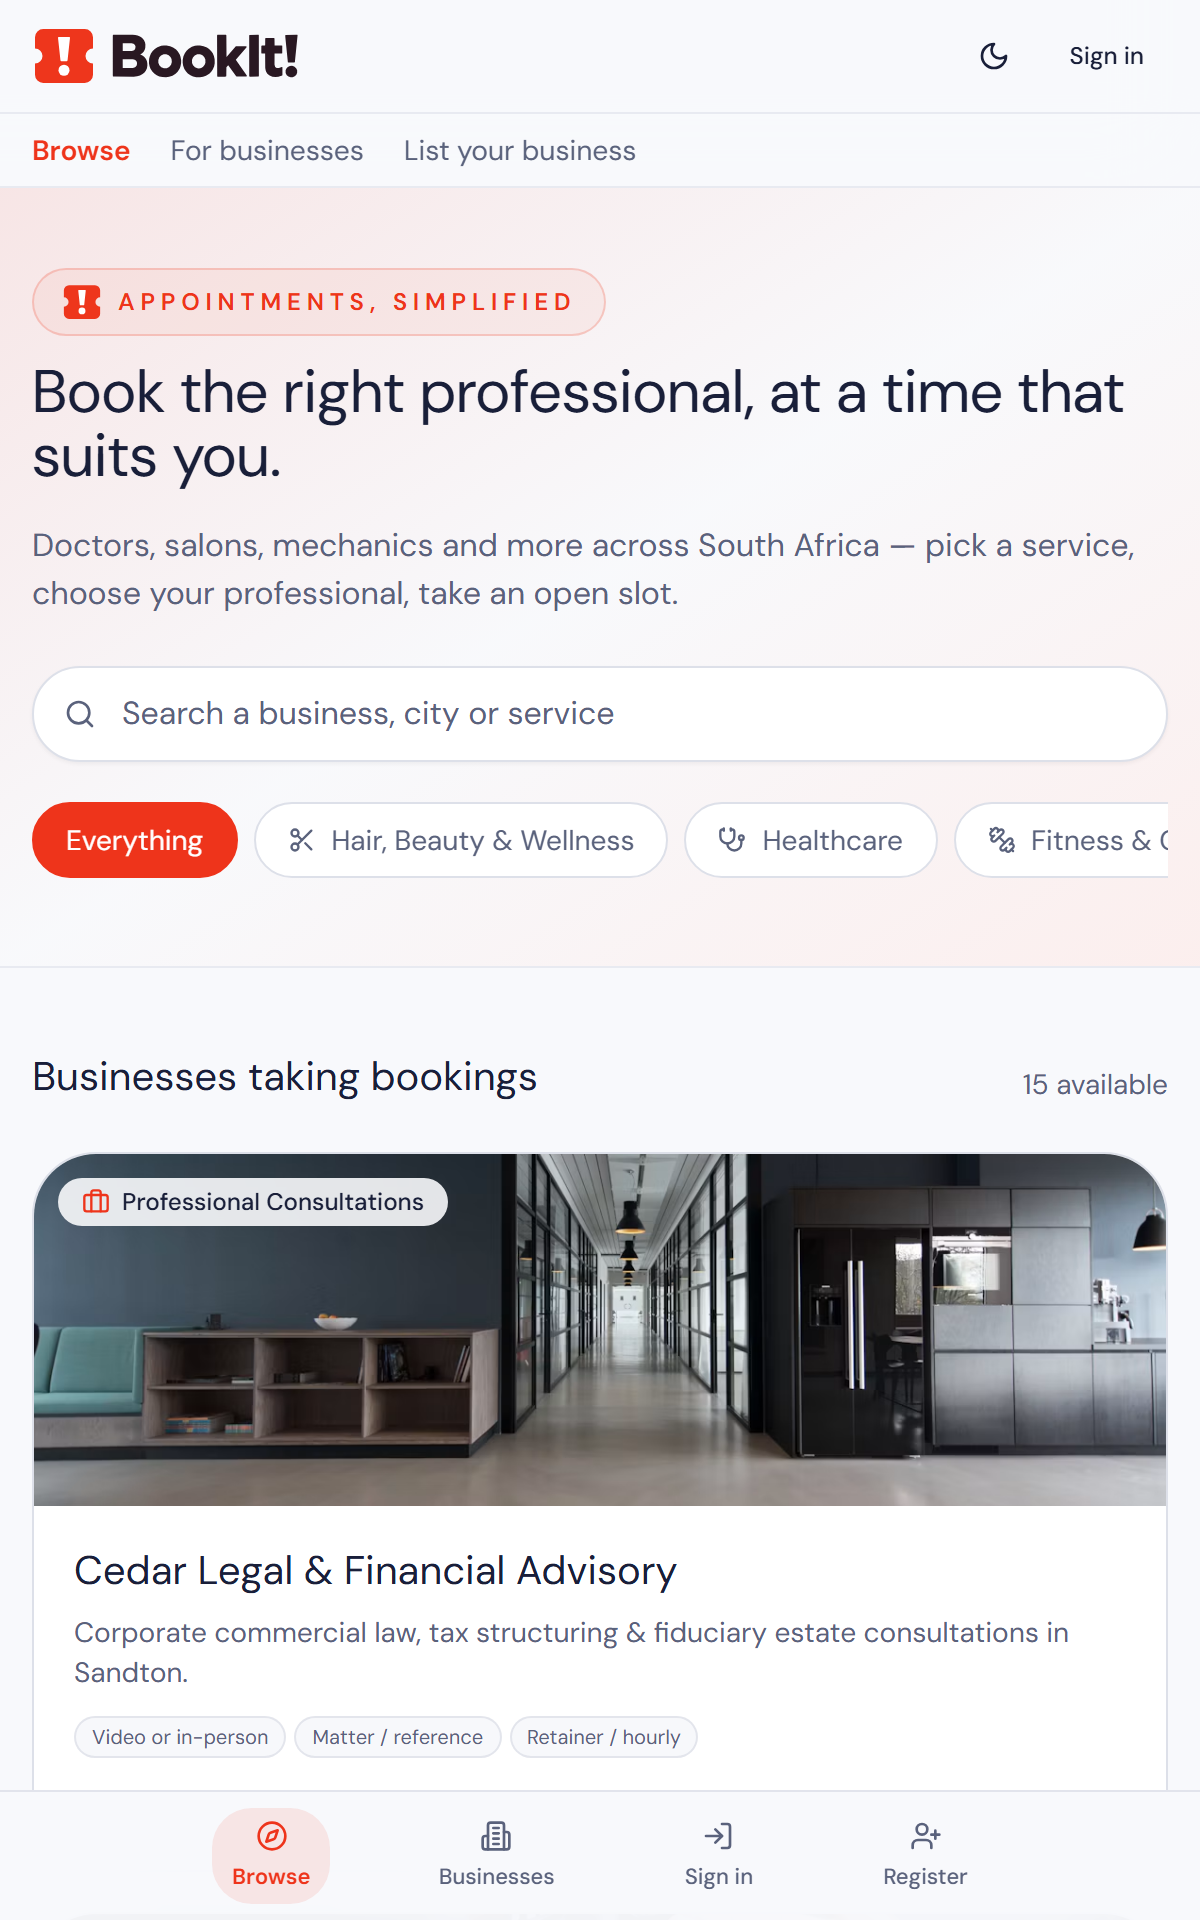 BookIt!
Sign in
Browse
For businesses
List your business
APPOINTMENTS, SIMPLIFIED
Book the right professional, at a time that
suits you.
Doctors, salons, mechanics and more across South Africa — pick a service,
choose your professional, take an open slot.
Search a business, city or service
Everything
Hair, Beauty & Wellness
Healthcare
Fitness &
Businesses taking bookings
15 available
Professional Consultations
Cedar Legal & Financial Advisory
Corporate commercial law, tax structuring & fiduciary estate consultations in
Sandton.
Video or in-person
Matter / reference
Retainer / hourly
Browse
Businesses
Sign in
Register